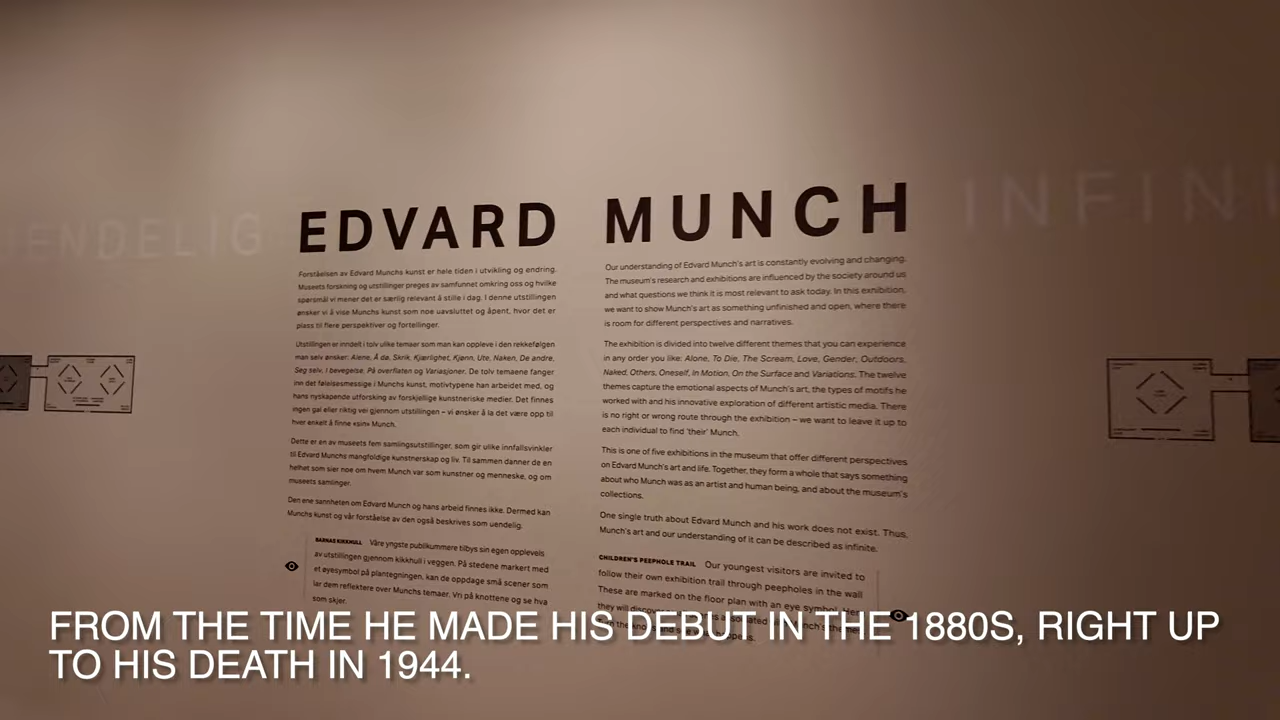 ENDELIG
EDVARD MUNCH
INFIN
Forståelsen av Edvard Munchs kunst er hele tiden i utvikling og endring.
Museets forskning og utstillinger preges av samfunnet omkring oss og hvilke
spørsmål vi mener det er særlig relevant å stille i dag. I denne utstillingen
ønsker vi å vise Munchs kunst som noe uavsluttet og åpent, hvor det er
plass til flere perspektiver og fortellinger.
Utstillingen er inndelt i tolv ulike temaer som man kan oppleve i den rekkefølgen
man selv ønsker: Alene, Å dø, Skrik, Kjærlighet, Kjønn, Ute, Naken, De andre,
Seg selv, I bevegelse, På overflaten og Variasjoner. De tolv temaene fanger
inn det følelsesmessige i Munchs kunst, motivtypene han arbeidet med, og
hans nyskapende utforsking av forskjellige kunstneriske medier. Det finnes
ingen gal eller riktig vei gjennom utstillingen – vi ønsker å la det være opp til
hver enkelt å finne «sin» Munch.
Dette er en av museets fem samlingsutstillinger, som gir ulike innfallsvinkler
til Edvard Munchs mangfoldige kunstnerskap og liv. Til sammen danner de en
helhet som sier noe om hvem Munch var som kunstner og menneske, og om
museets samlinger.
Den ene sannheten om Edvard Munch og hans arbeid finnes ikke. Dermed kan
Munchs kunst og vår forståelse av den også beskrives som uendelig.
BARNAS KIKKHULL Våre yngste publikummere tilbys sin egen opplevelse
av utstillingen gjennom kikkhull i veggen. På stedene markert med
et øyesymbol på plantegningen, kan de oppdage små scener som
lar dem reflektere over Munchs temaer. Vri på knottene og se hva
som skjer.
Our understanding of Edvard Munch's art is constantly evolving and changing.
The museum's research and exhibitions are influenced by the society around us
and what questions we think it is most relevant to ask today. In this exhibition,
we want to show Munch's art as something unfinished and open, where there
is room for different perspectives and narratives.
The exhibition is divided into twelve different themes that you can experience
in any order you like: Alone, To Die, The Scream, Love, Gender, Outdoors,
Naked, Others, Oneself, In Motion, On the Surface and Variations. The twelve
themes capture the emotional aspects of Munch's art, the types of motifs he
worked with and his innovative exploration of different artistic media. There
is no right or wrong route through the exhibition – we want to leave it up to
each individual to find 'their' Munch.
This is one of five exhibitions in the museum that offer different perspectives
on Edvard Munch's art and life. Together, they form a whole that says something
about who Munch was as an artist and human being, and about the museum's
collections.
One single truth about Edvard Munch and his work does not exist. Thus,
Munch's art and our understanding of it can be described as infinite.
CHILDREN'S PEEPHOLE TRAIL Our youngest visitors are invited to
follow their own exhibition trail through peepholes in the wall
These are marked on the floor plan with an eye symbol. Here
they will discover
FROM THE TIME HE MADE HIS DEBUT IN THE 1880S, RIGHT UP
TO HIS DEATH IN 1944.